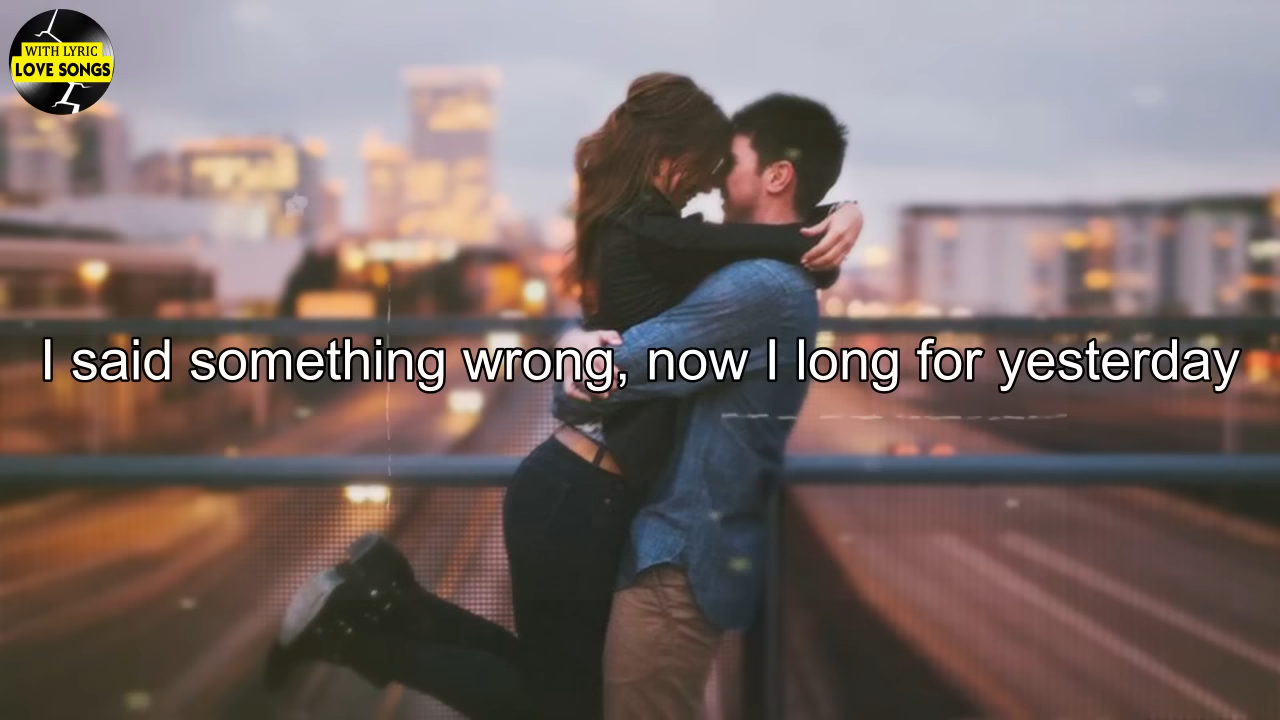 WITH LYRIC
LOVE SONGS
I said something wrong, now I long for yesterday